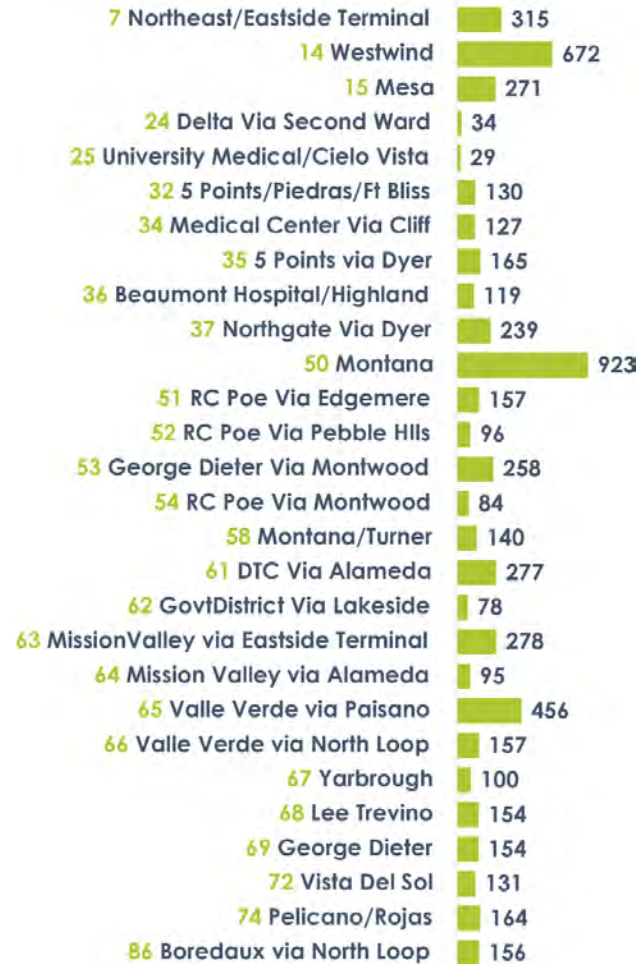 7 Northeast/Eastside Terminal 315
14 Westwind 672
15 Mesa 271
24 Delta Via Second Ward 34
25 University Medical/Cielo Vista 29
32 5 Points/Piedras/Ft Bliss 130
34 Medical Center Via Cliff 127
35 5 Points via Dyer 165
36 Beaumont Hospital/Highland 119
37 Northgate Via Dyer 239
50 Montana 923
51 RC Poe Via Edgemere 157
52 RC Poe Via Pebble HIls 96
53 George Dieter Via Montwood 258
54 RC Poe Via Montwood 84
58 Montana/Turner 140
61 DTC Via Alameda 277
62 GovtDistrict Via Lakeside 78
63 MissionValley via Eastside Terminal 278
64 Mission Valley via Alameda 95
65 Valle Verde via Paisano 456
66 Valle Verde via North Loop 157
67 Yarbrough 100
68 Lee Trevino 154
69 George Dieter 154
72 Vista Del Sol 131
74 Pelicano/Rojas 164
86 Boredaux via North Loop 156